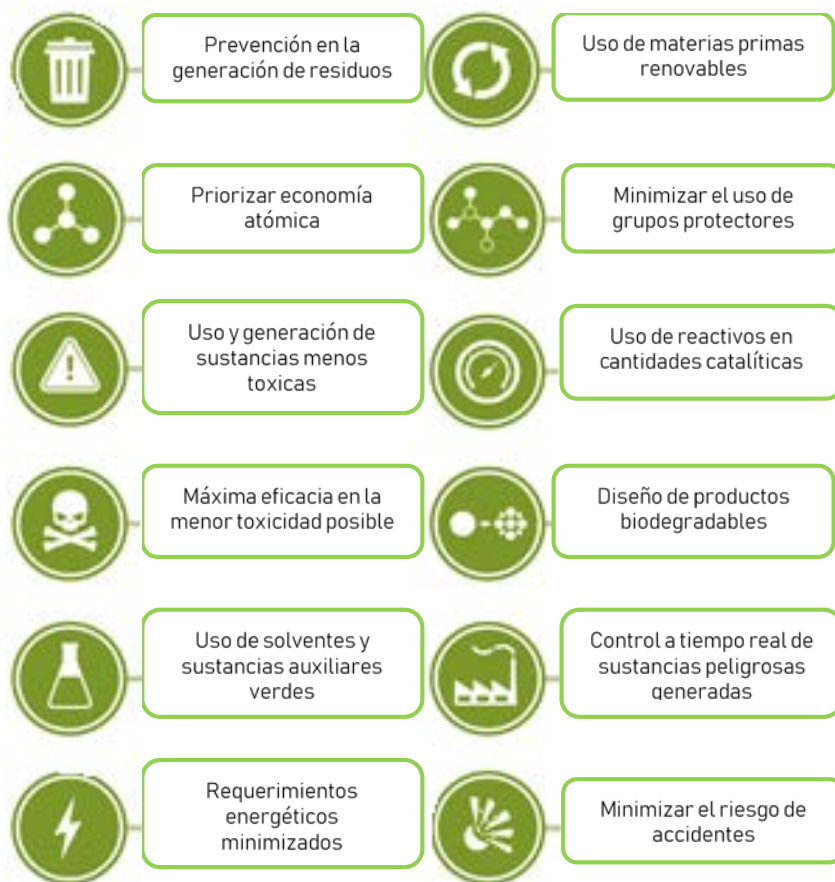 Prevención en la
generación de residuos
Uso de materias primas
renovables
Priorizar economía
atómica
Minimizar el uso de
grupos protectores
Uso y generación de
sustancias menos
toxicas
Uso de reactivos en
cantidades catalíticas
Máxima eficacia en la
menor toxicidad posible
Diseño de productos
biodegradables
Uso de solventes y
sustancias auxiliares
verdes
Control a tiempo real de
sustancias peligrosas
generadas
Requerimientos
energéticos
minimizados
Minimizar el riesgo de
accidentes